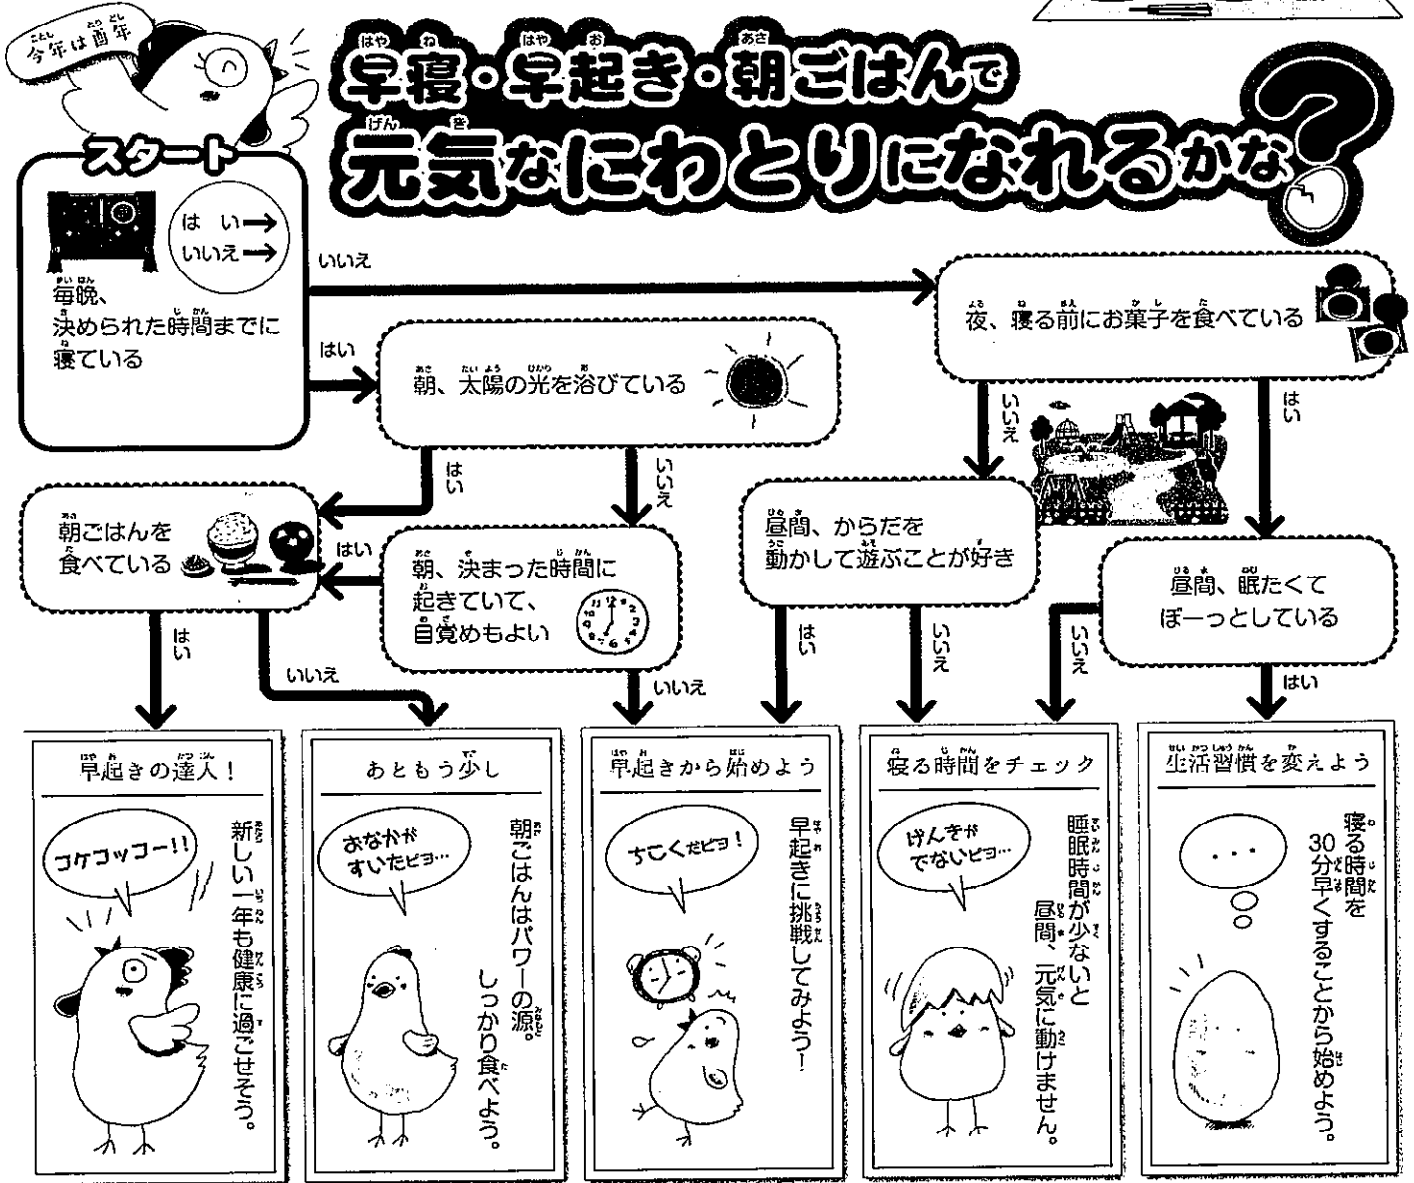 今年は酉年
早寝・早起き・朝ごはんで
元気なにわとりになれるかな?
スタート
はい→
いいえ→
毎晩、
決められた時間までに
寝ている
いいえ
はい
夜、寝る前にお菓子を食べている
朝、太陽の光を浴びている
いいえ
はい
はい
いいえ
朝ごはんを
食べている
はい
朝、決まった時間に
起きていて、
目覚めもよい
昼間、からだを
動かして遊ぶことが好き
昼間、眠たくて
ぼーっとしている
はい
いいえ
いいえ
はい
いいえ
いいえ
はい
早起きの達人!
コケコッコー!!
新しい一年も健康に過ごせそう。
あともう少し
おなかが
すいたピョ…
朝ごはんはパワーの源。
しっかり食べよう。
早起きから始めよう
ちこくだピョ!
早起きに挑戦してみよう!
寝る時間をチェック
げんきが
でないピョ…
睡眠時間が少ないと
昼間、元気に動けません。
生活習慣を変えよう
…
寝る時間を
30分早くすることから始めよう。